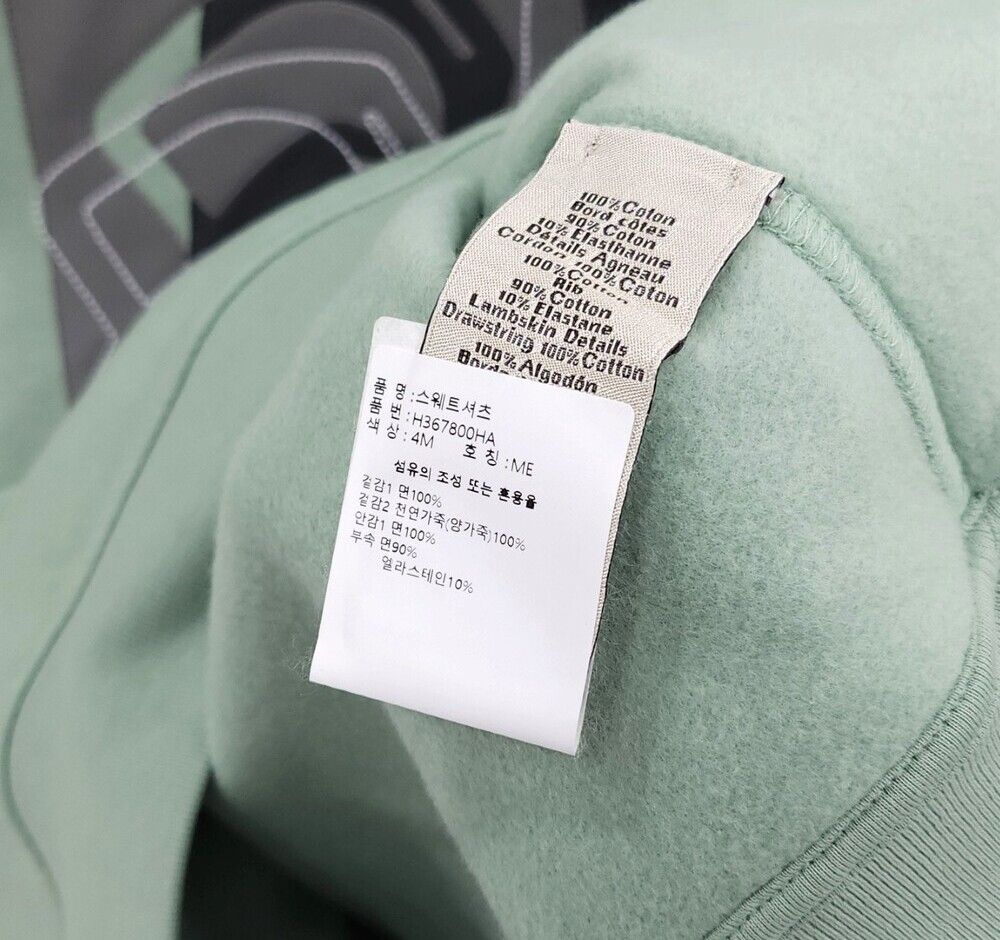 100% Coton
Bord côtes
90% Coton
10% Elasthanne
Détails Agneau
Cordon 100% Coton
100% Cotton
Rib
90% Cotton
10% Elastane
Lambskin Details
Drawstring 100% Cotton
100% Algodón
품 명 : 스웨트셔츠
품 번 : H367800HA
색 상 : 4M 호 칭 : ME
섬유의 조성 또는 혼용율
겉감1 면100%
겉감2 천연가죽(양가죽)100%
안감1 면100%
부속 면90%
얼라스테인10%